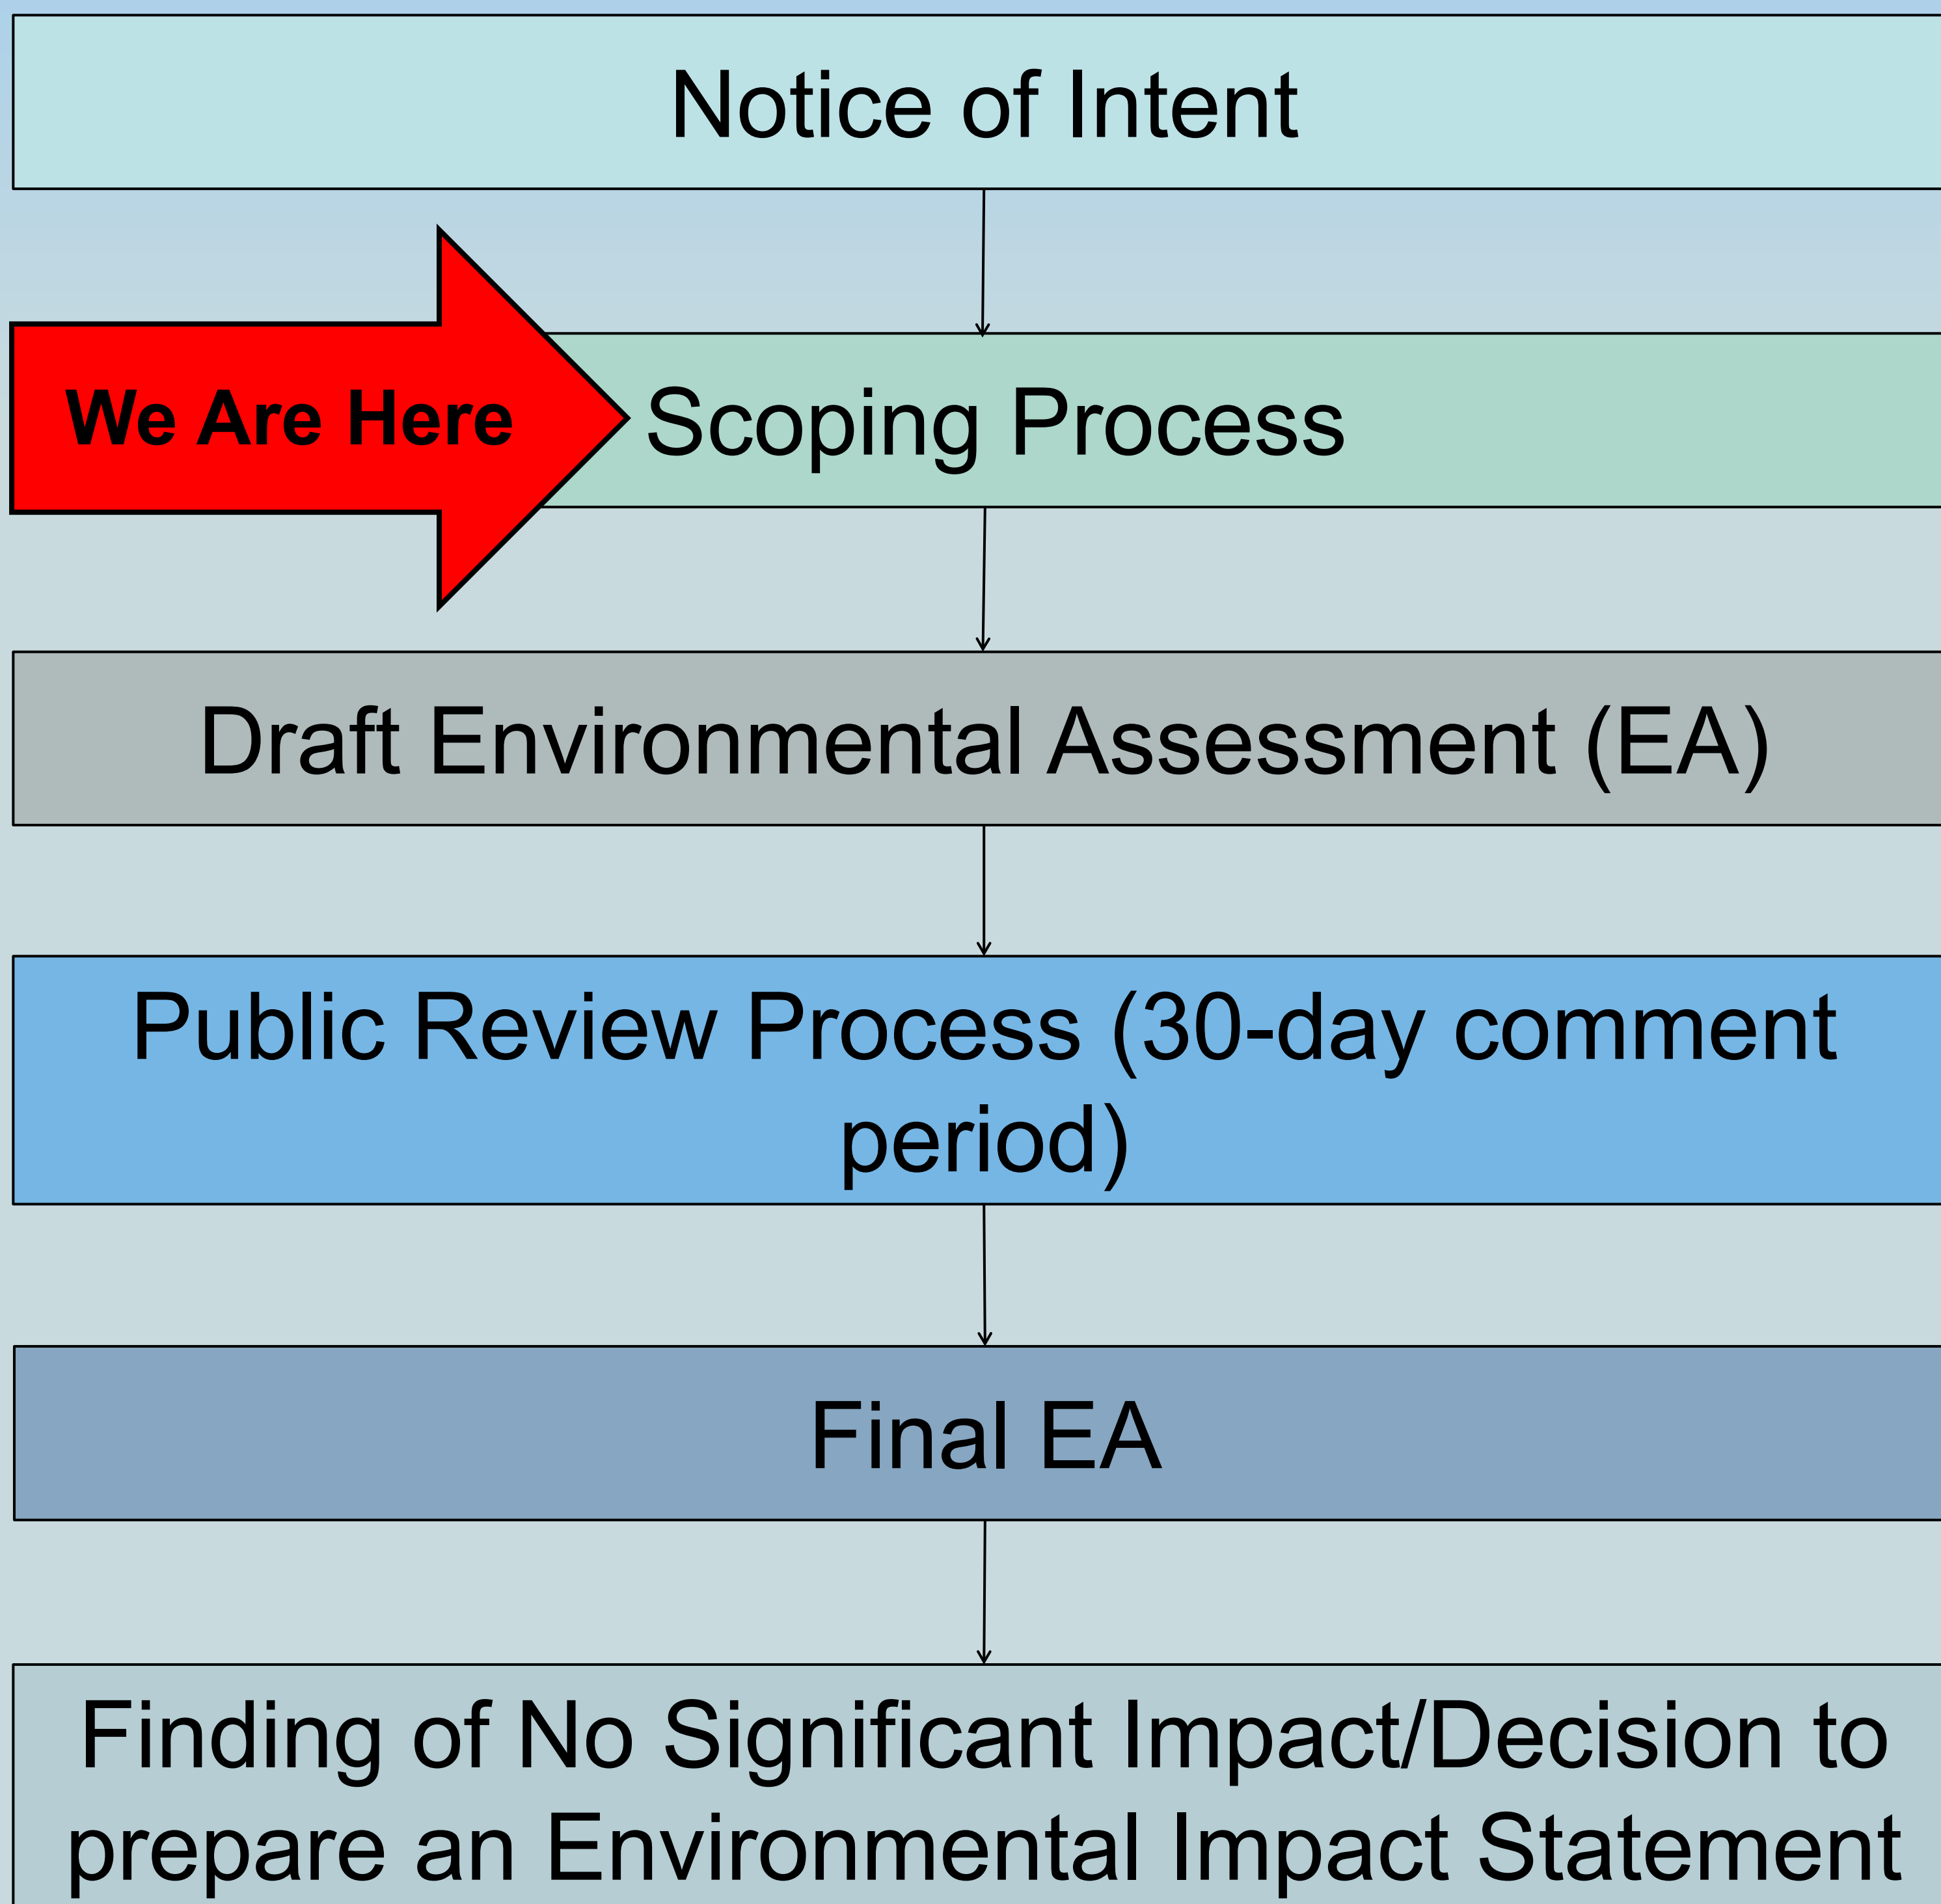 Notice of Intent
We Are Here
Scoping Process
Draft Environmental Assessment (EA)
Public Review Process (30-day comment
period)
Final EA
Finding of No Significant Impact/Decision to
prepare an Environmental Impact Statement